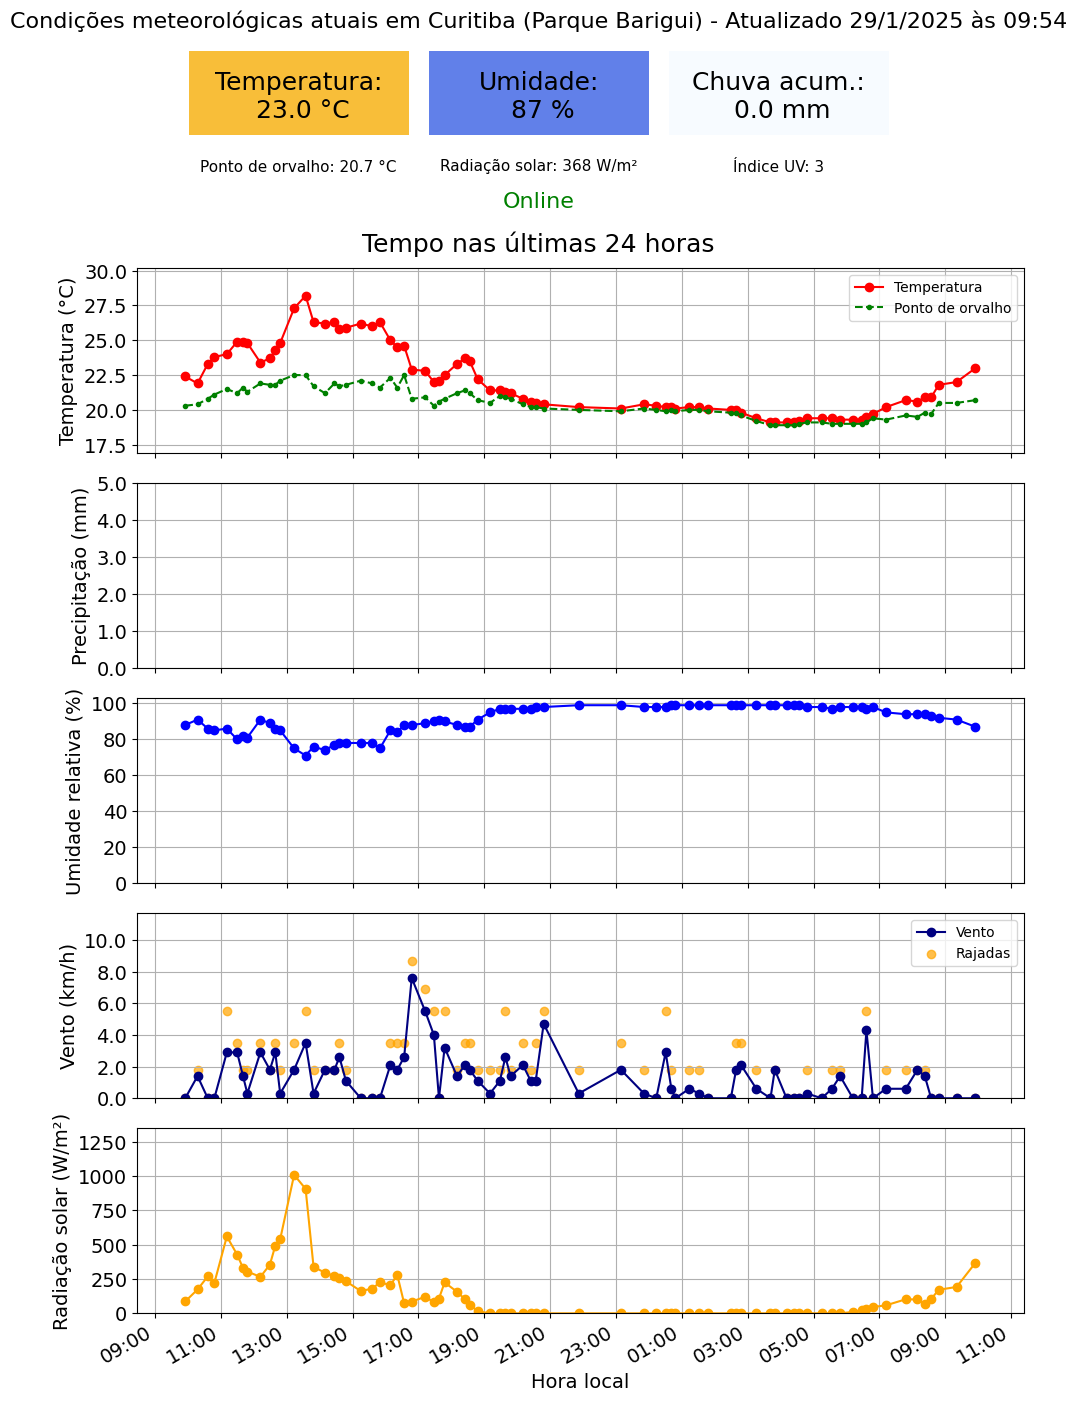 Condições meteorológicas atuais em Curitiba (Parque Barigui) - Atualizado 29/1/2025 às 09:54
Temperatura:
23.0 °C
Umidade:
87 %
Chuva acum.:
0.0 mm
Ponto de orvalho: 20.7 °C
Radiação solar: 368 W/m²
Índice UV: 3
Online
Tempo nas últimas 24 horas
Temperatura (°C)
30.0
27.5
25.0
22.5
20.0
17.5
Temperatura
Ponto de orvalho
Precipitação (mm)
5.0
4.0
3.0
2.0
1.0
0.0
Umidade relativa (%)
100
80
60
40
20
0
Vento (km/h)
10.0
8.0
6.0
4.0
2.0
0.0
Vento
Rajadas
Radiação solar (W/m²)
1250
1000
750
500
250
0
09:00
11:00
13:00
15:00
17:00
19:00
21:00
23:00
01:00
03:00
05:00
07:00
09:00
11:00
Hora local